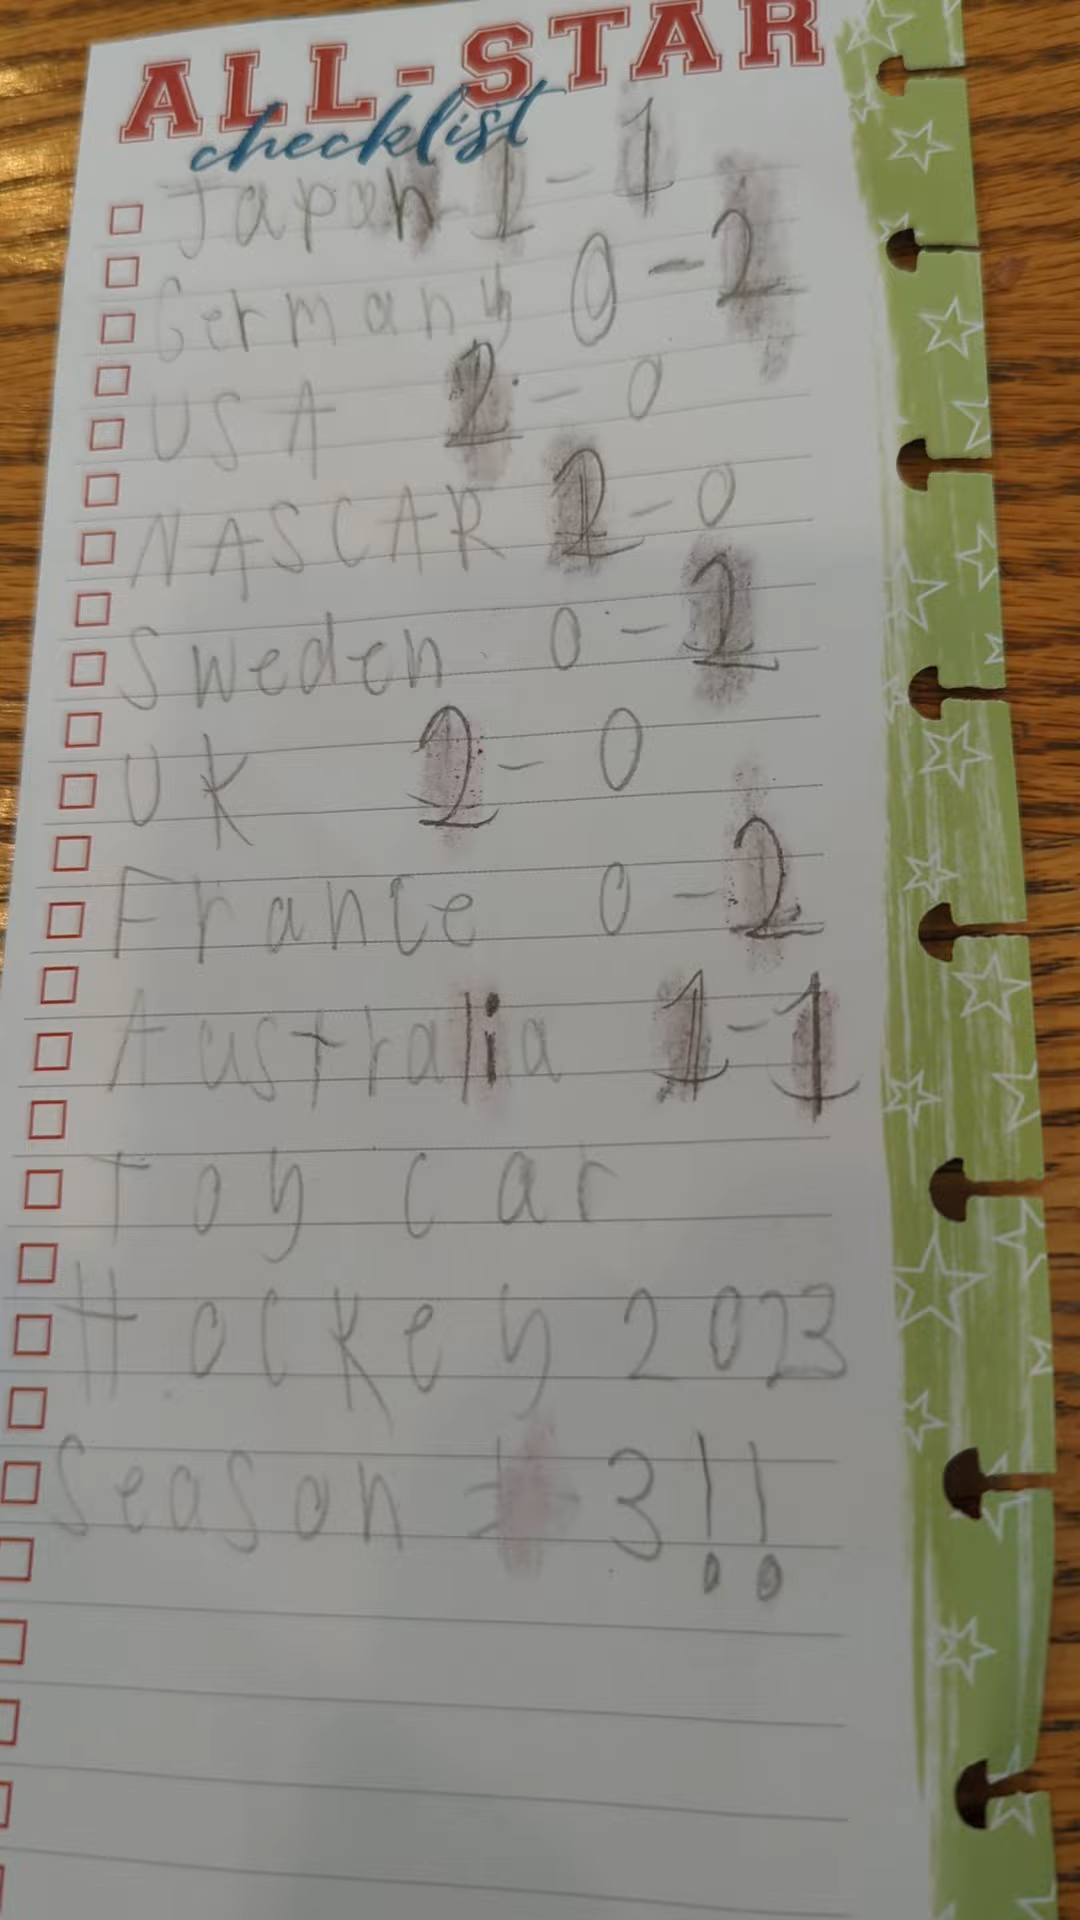 ALL-STAR
checklist
Japan 1 - 1
Germany 0 - 2
USA 2 - 0
NASCAR 2 - 0
Sweden 0 - 2
UK 2 - 0
France 0 - 2
Australia 1 - 1
Toy Car
Hockey 2023
Season 3!!